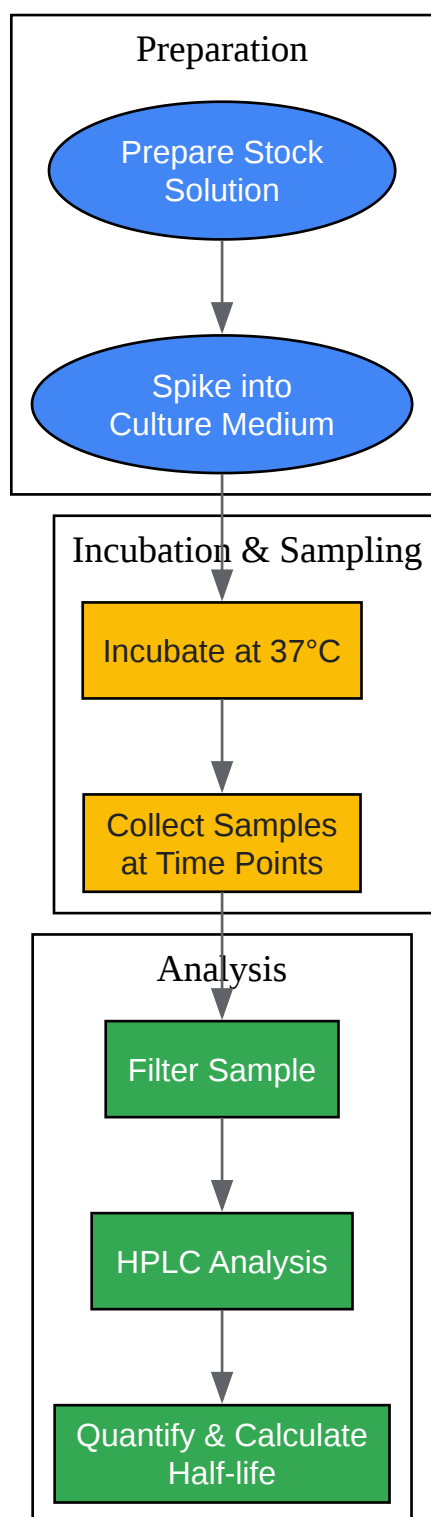 Preparation
Prepare Stock
Solution
Spike into
Culture Medium
Incubation & Sampling
Incubate at 37°C
Collect Samples
at Time Points
Analysis
Filter Sample
HPLC Analysis
Quantify & Calculate
Half-life